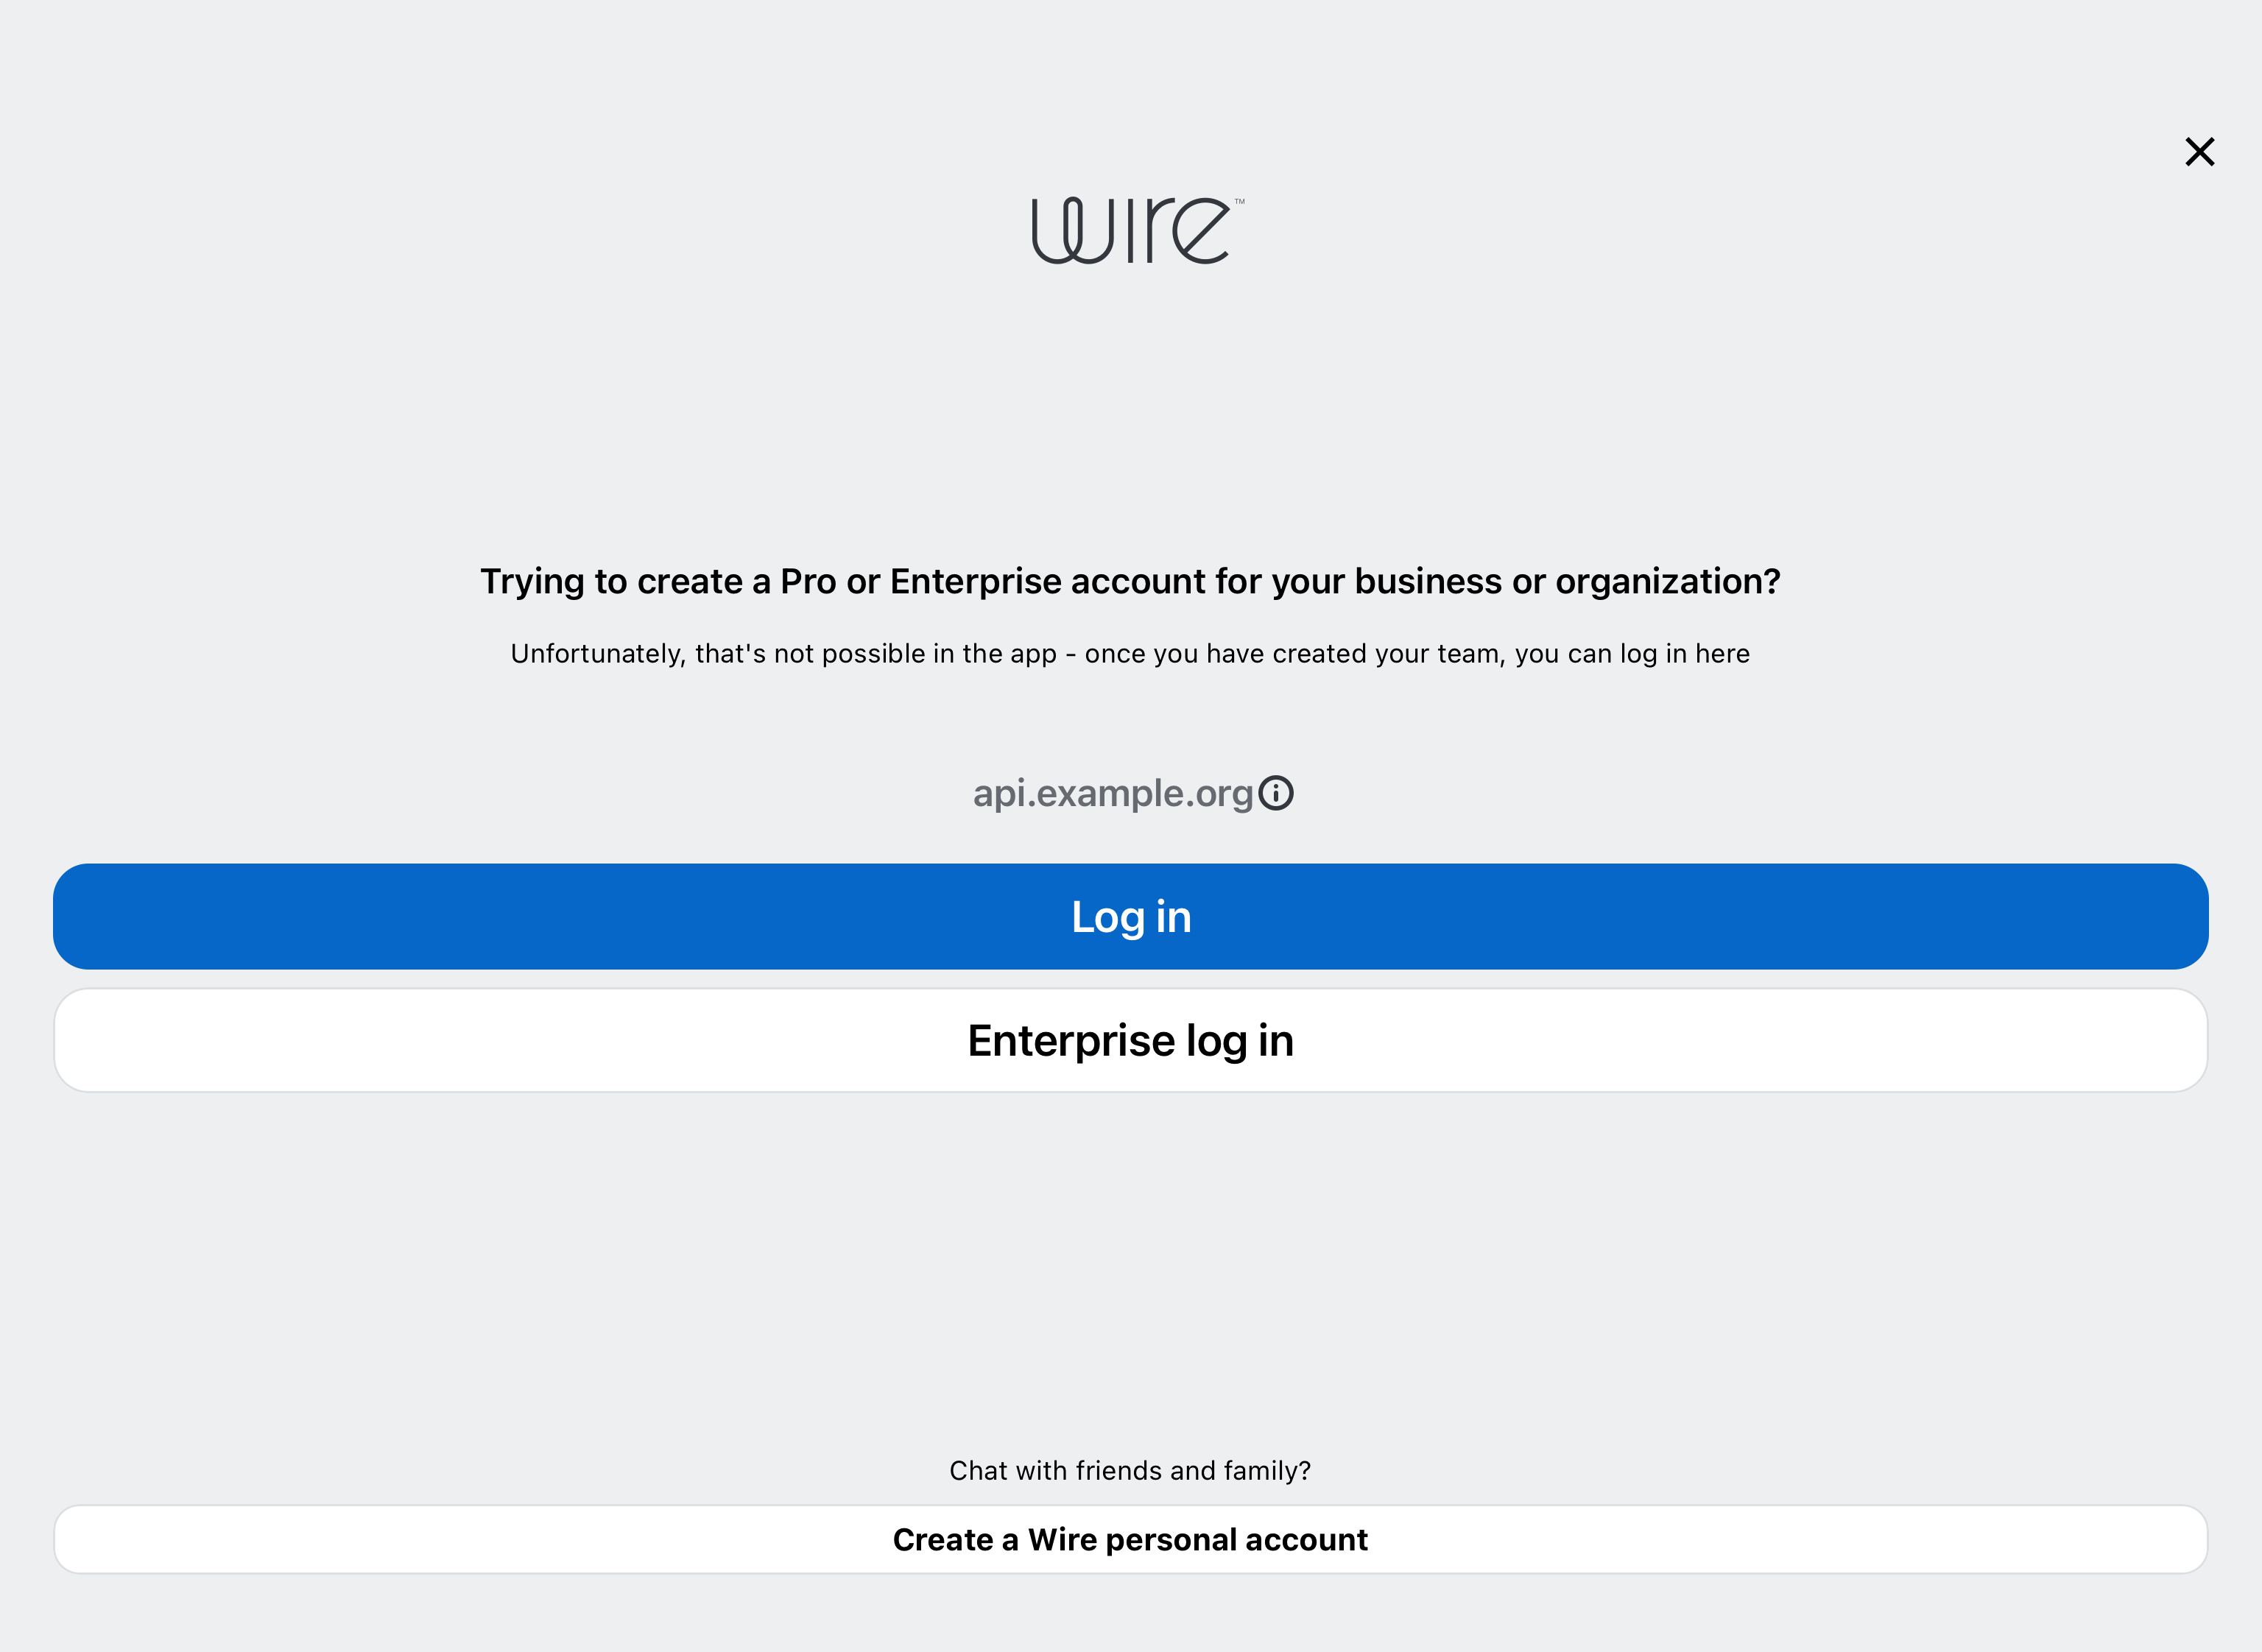 wire™
Trying to create a Pro or Enterprise account for your business or organization?
Unfortunately, that's not possible in the app - once you have created your team, you can log in here
api.example.org
Log in
Enterprise log in
Chat with friends and family?
Create a Wire personal account